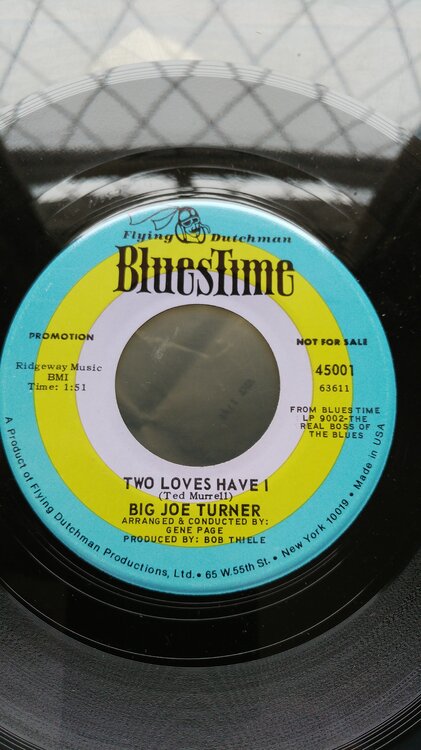 Flying Dutchman
BluesTime
PROMOTION
NOT FOR SALE
Ridgeway Music
BMI
Time: 1:51
45001
63611
FROM BLUES TIME
LP 9002-THE
REAL BOSS OF
THE BLUES
TWO LOVES HAVE I
(Ted Murrell)
BIG JOE TURNER
ARRANGED & CONDUCTED BY:
GENE PAGE
PRODUCED BY: BOB THIELE
A Product of Flying Dutchman Productions, Ltd. • 65 W. 55th St. • New York 10019 • Made in USA